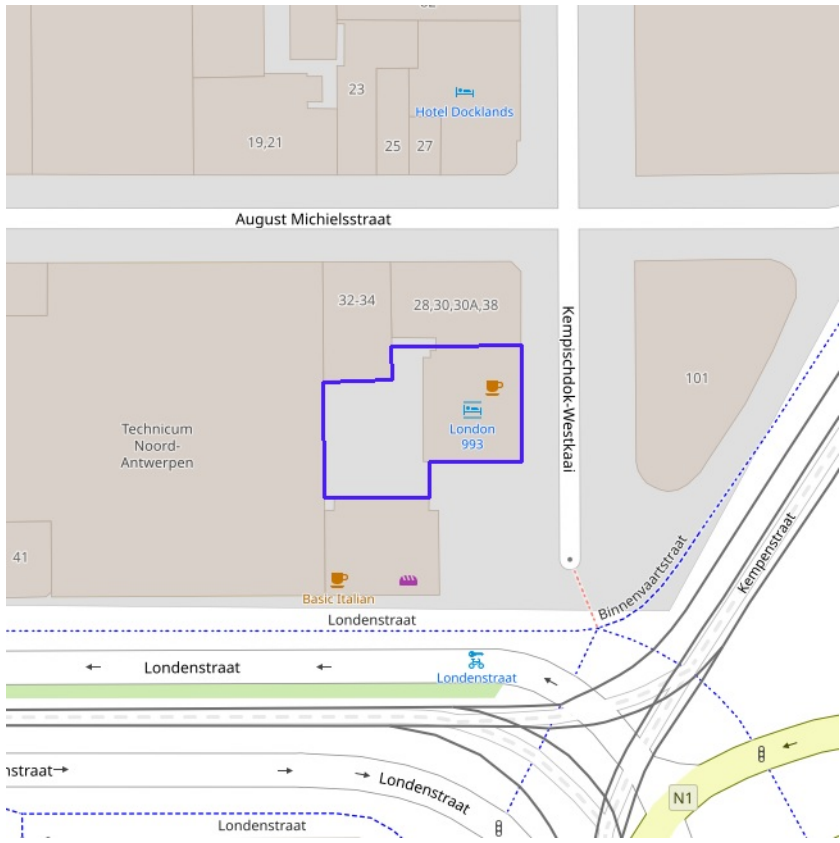 23
Hotel Docklands
19,21
25
27
August Michielsstraat
32-34
28,30,30A,38
Kempischdok-Westkaai
101
London
993
Technicum
Noord-
Antwerpen
41
Basic Italian
Binnenvaartstraat
Kempenstraat
Londenstraat
Londenstraat
Londenstraat
nstraat
Londenstraat
N1
Londenstraat